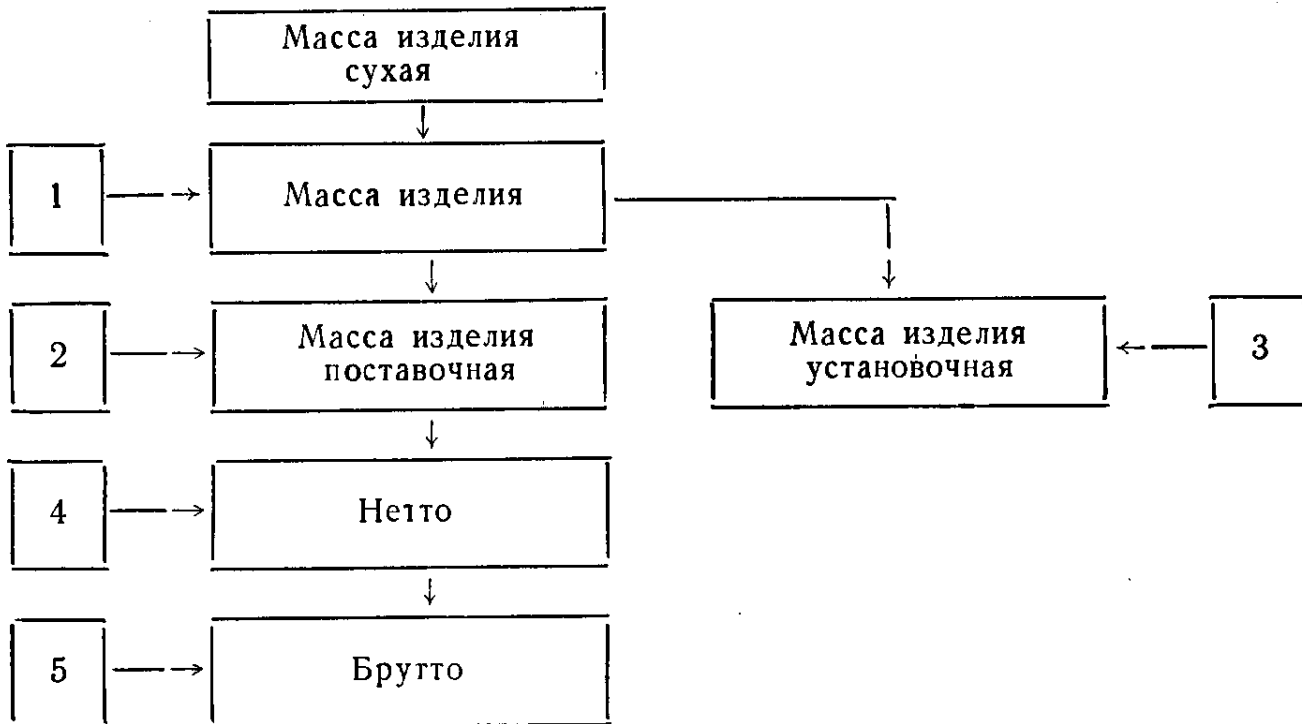 Масса изделия
сухая
1
Масса изделия
2
Масса изделия
поставочная
Масса изделия
установочная
3
4
Нетто
5
Брутто